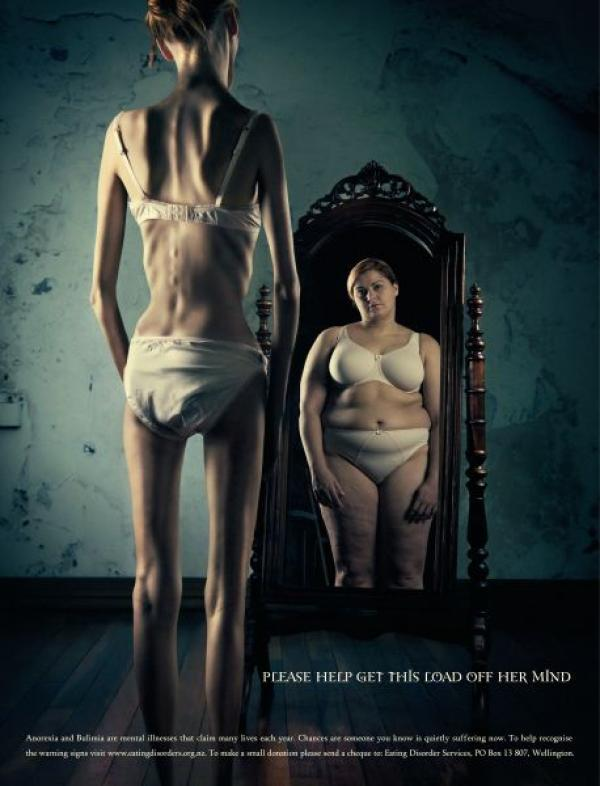 PLEASE HELP GET THIS LOAD OFF HER MIND
Anorexia and Bulimia are mental illnesses that claim many lives each year. Chances are someone you know is quietly suffering now. To help recognise
the warning signs visit www.eatingdisorders.org.nz. To make a small donation please send a cheque to: Eating Disorder Services, PO Box 13 807, Wellington.